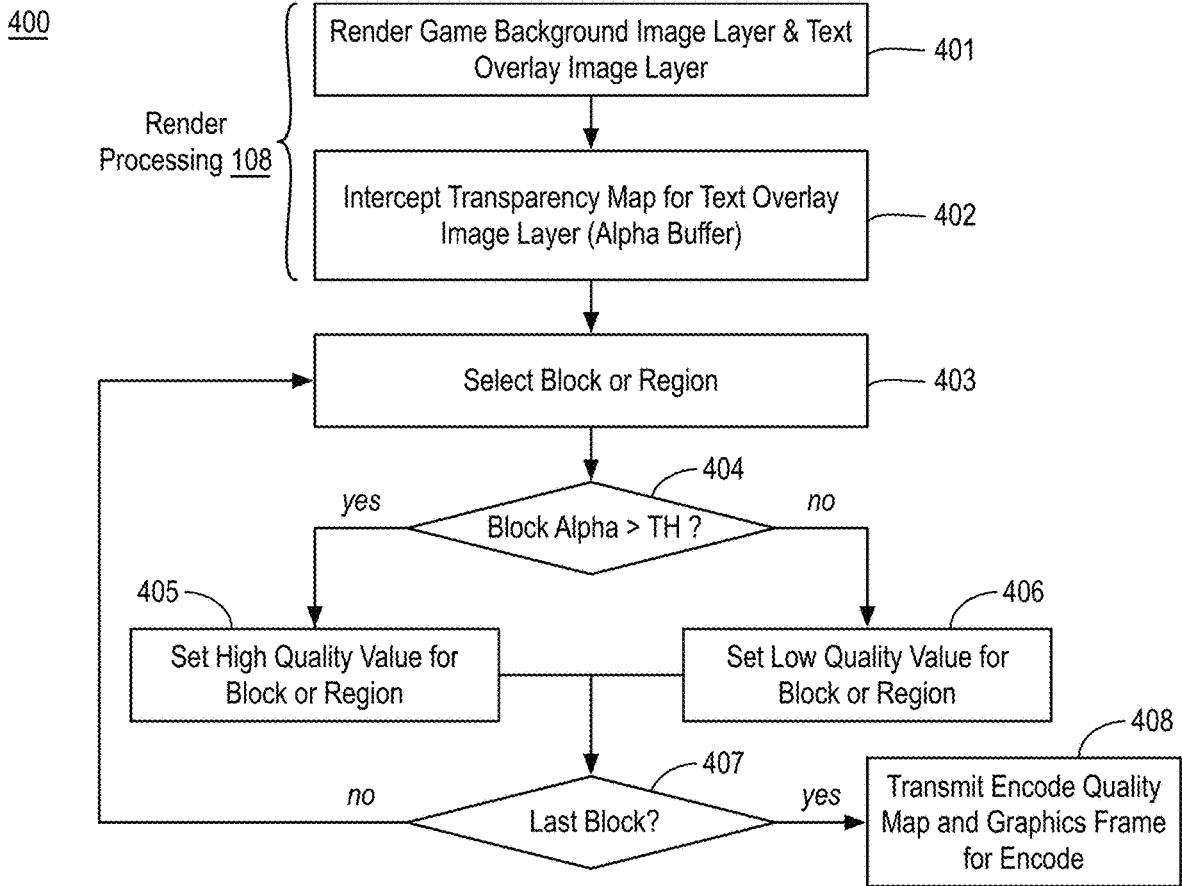 400
Render Game Background Image Layer & Text
Overlay Image Layer
401
Render
Processing 108
Intercept Transparency Map for Text Overlay
Image Layer (Alpha Buffer)
402
Select Block or Region
403
404
yes
Block Alpha > TH ?
no
405
Set High Quality Value for
Block or Region
406
Set Low Quality Value for
Block or Region
407
no
Last Block?
yes
408
Transmit Encode Quality
Map and Graphics Frame
for Encode